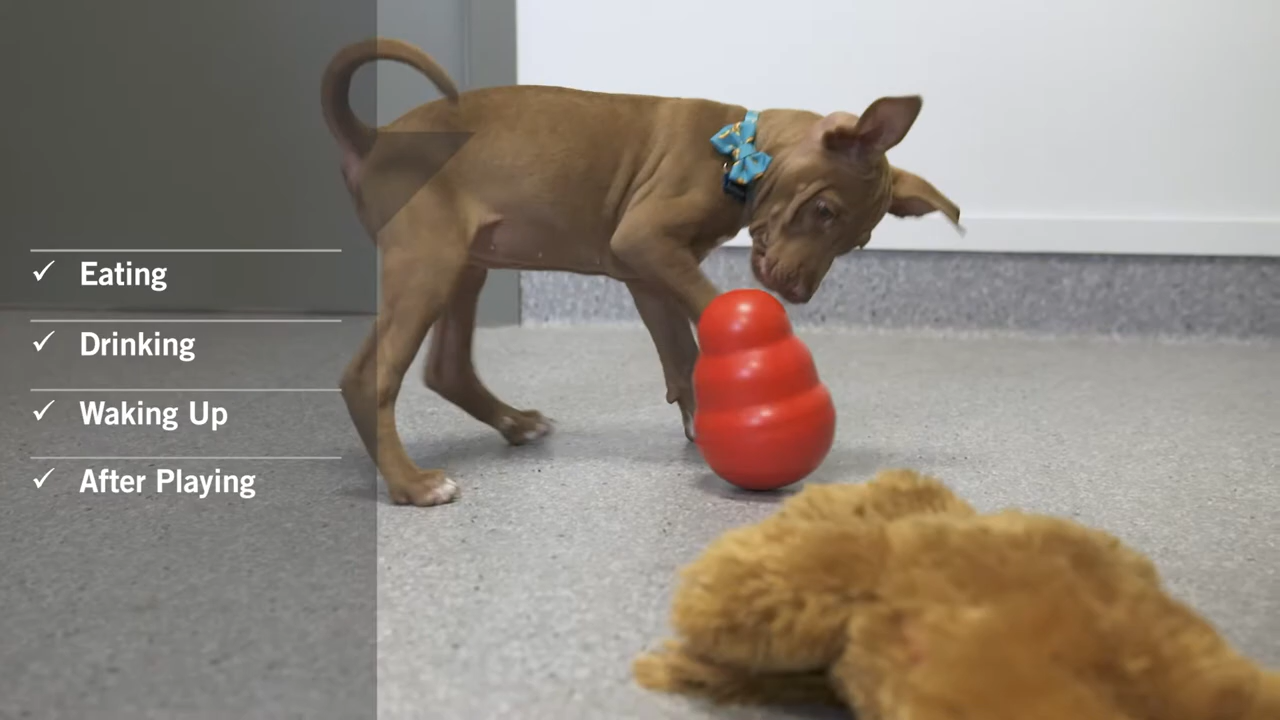 ✓ Eating
✓ Drinking
✓ Waking Up
✓ After Playing